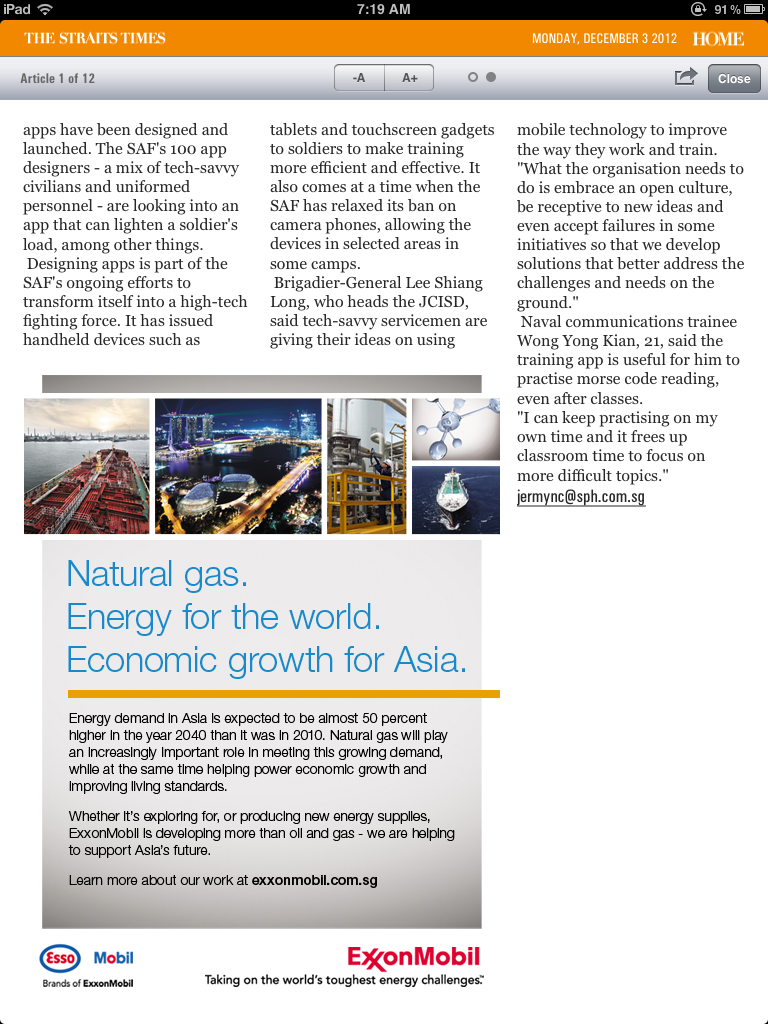 iPad
7:19 AM
91%
THE STRAITS TIMES
MONDAY, DECEMBER 3 2012
HOME
Article 1 of 12
-A
A+
Close
apps have been designed and
launched. The SAF's 100 app
designers - a mix of tech-savvy
civilians and uniformed
personnel - are looking into an
app that can lighten a soldier's
load, among other things.
Designing apps is part of the
SAF's ongoing efforts to
transform itself into a high-tech
fighting force. It has issued
handheld devices such as
tablets and touchscreen gadgets
to soldiers to make training
more efficient and effective. It
also comes at a time when the
SAF has relaxed its ban on
camera phones, allowing the
devices in selected areas in
some camps.
Brigadier-General Lee Shiang
Long, who heads the JCISD,
said tech-savvy servicemen are
giving their ideas on using
mobile technology to improve
the way they work and train.
"What the organisation needs to
do is embrace an open culture,
be receptive to new ideas and
even accept failures in some
initiatives so that we develop
solutions that better address the
challenges and needs on the
ground."
Naval communications trainee
Wong Yong Kian, 21, said the
training app is useful for him to
practise morse code reading,
even after classes.
"I can keep practising on my
own time and it frees up
classroom time to focus on
more difficult topics."
jermync@sph.com.sg
Natural gas.
Energy for the world.
Economic growth for Asia.
Energy demand in Asia is expected to be almost 50 percent
higher in the year 2040 than it was in 2010. Natural gas will play
an increasingly important role in meeting this growing demand,
while at the same time helping power economic growth and
improving living standards.
Whether it's exploring for, or producing new energy supplies,
ExxonMobil is developing more than oil and gas - we are helping
to support Asia's future.
Learn more about our work at exxonmobil.com.sg
Esso
Mobil
Brands of ExxonMobil
ExxonMobil
Taking on the world's toughest energy challenges.™